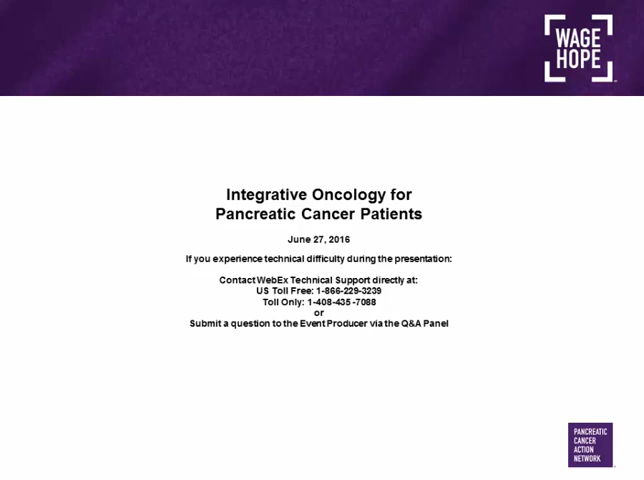 WAGE
HOPE
Integrative Oncology for
Pancreatic Cancer Patients
June 27, 2016
If you experience technical difficulty during the presentation:
Contact WebEx Technical Support directly at:
US Toll Free: 1-866-229-3239
Toll Only: 1-408-435-7088
or
Submit a question to the Event Producer via the Q&A Panel
PANCREATIC
CANCER
ACTION
NETWORK